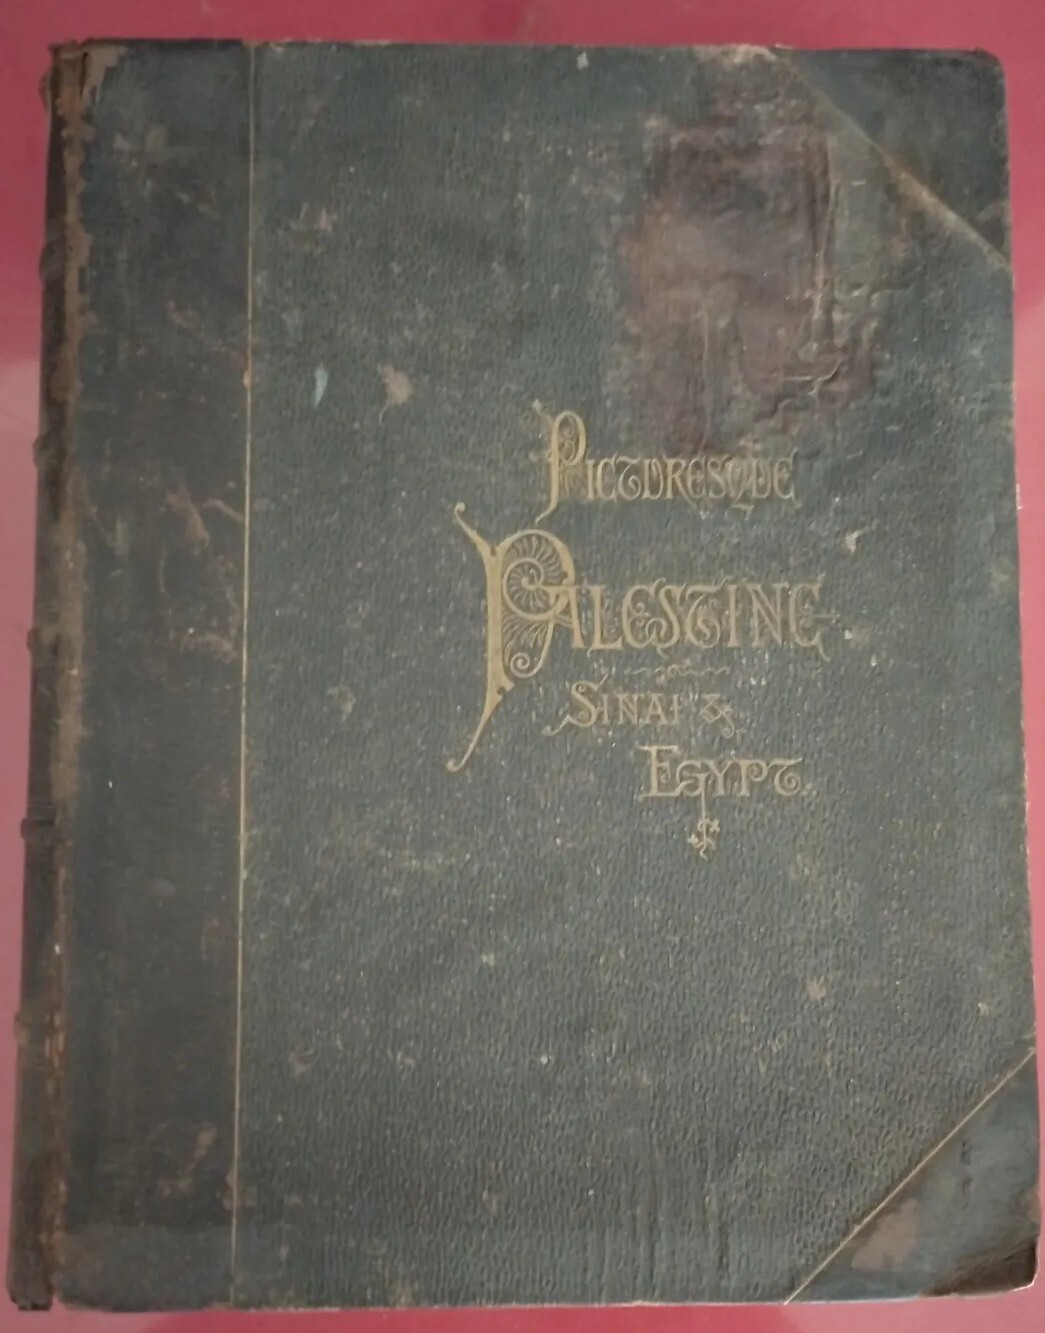 PICTURESQUE
PALESTINE
SINAI &
EGYPT.